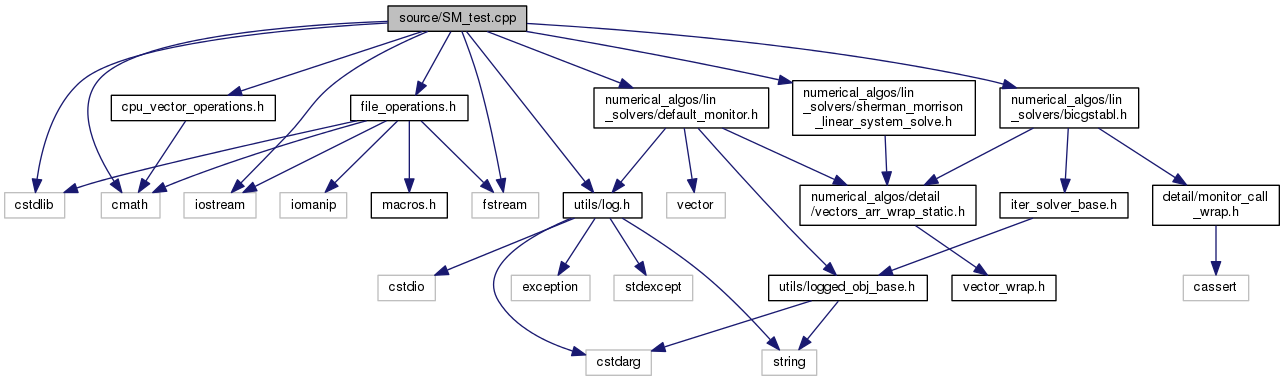 source/SM_test.cpp
cpu_vector_operations.h
file_operations.h
numerical_algos/lin
_solvers/default_monitor.h
numerical_algos/lin
_solvers/sherman_morrison
_linear_system_solve.h
numerical_algos/lin
_solvers/bicgstabl.h
cstdlib
cmath
iostream
iomanip
macros.h
fstream
utils/log.h
vector
numerical_algos/detail
/vectors_arr_wrap_static.h
iter_solver_base.h
detail/monitor_call
_wrap.h
cstdio
exception
stdexcept
utils/logged_obj_base.h
vector_wrap.h
cassert
cstdarg
string